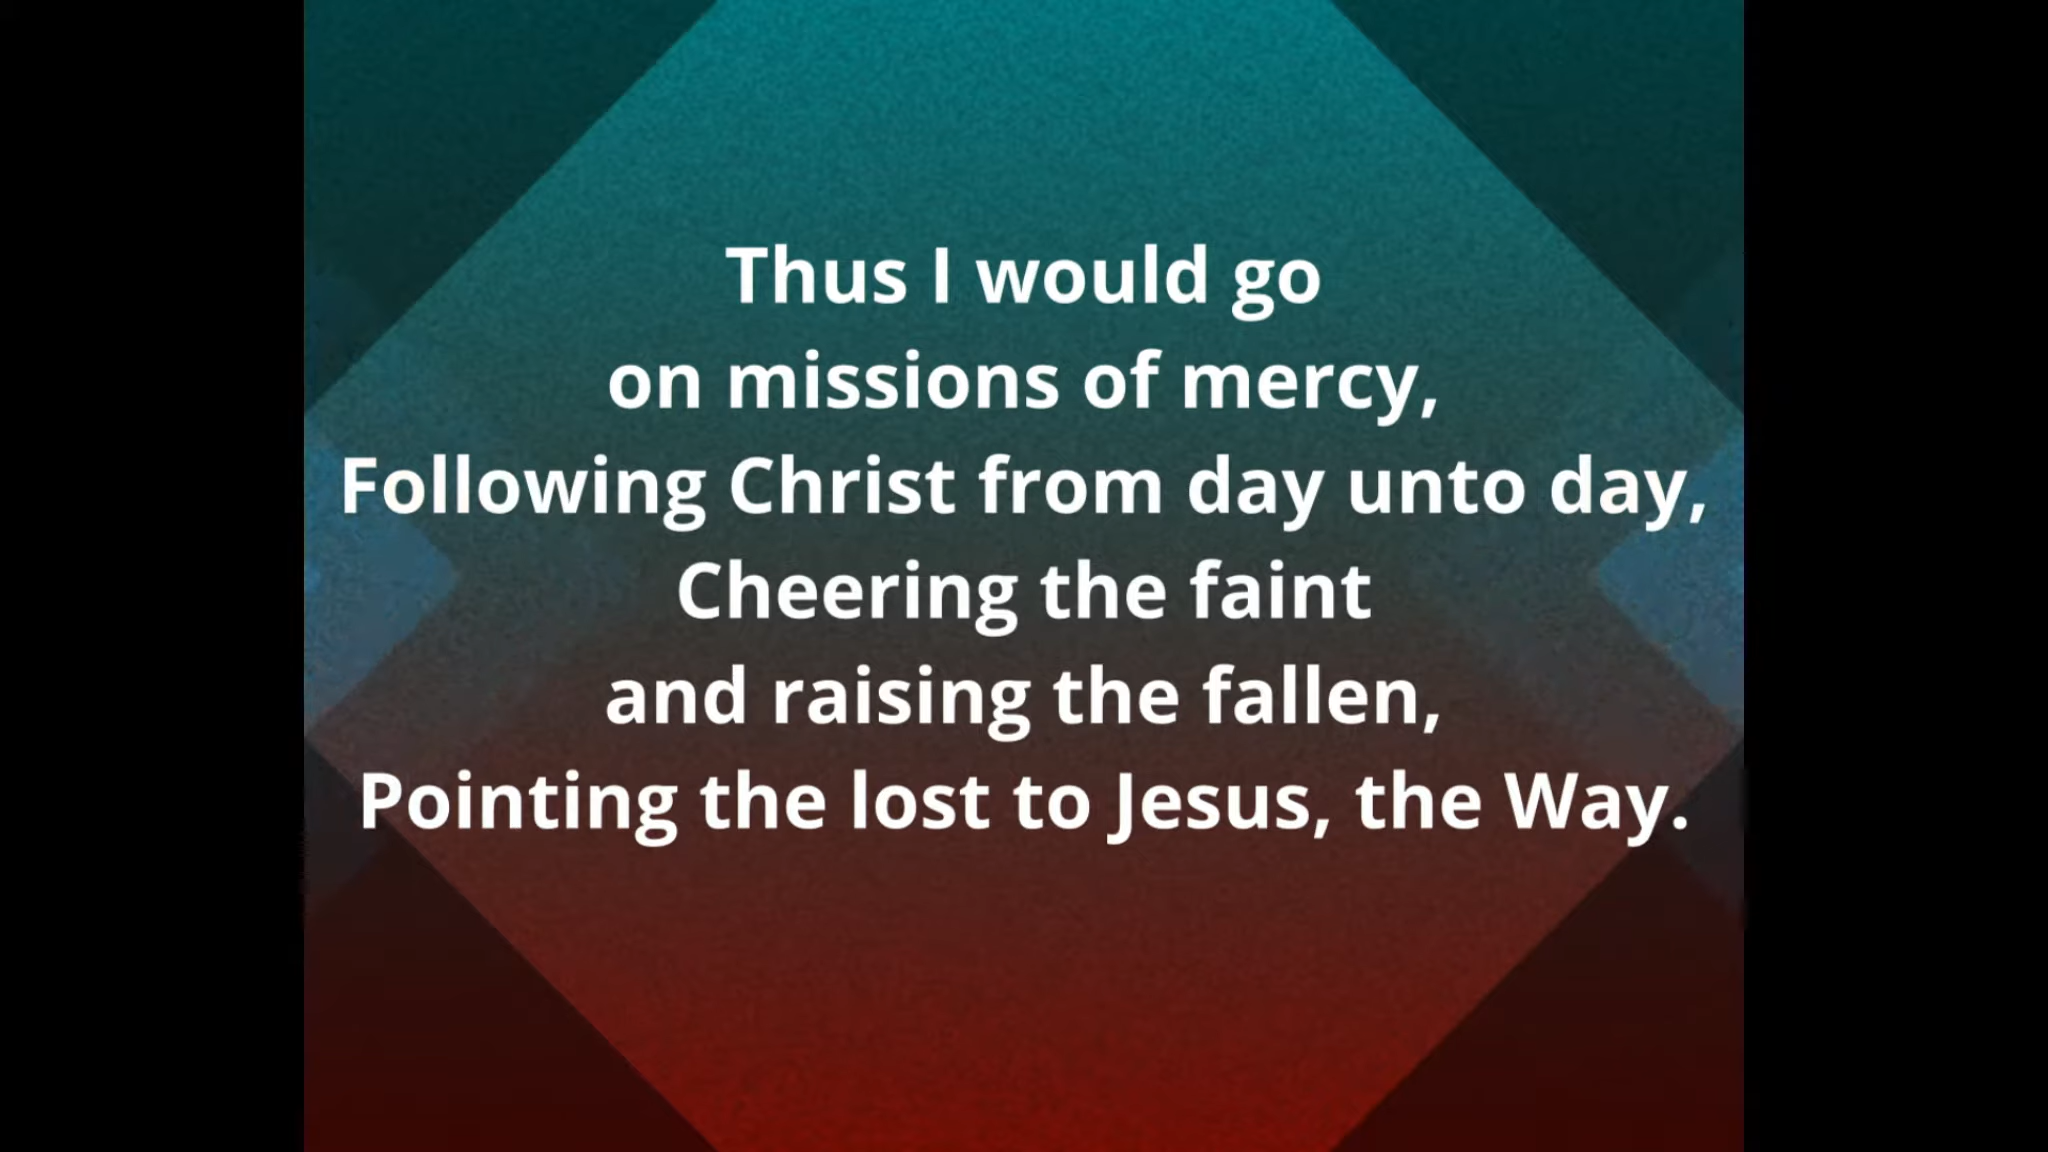 Thus I would go
on missions of mercy,
Following Christ from day unto day,
Cheering the faint
and raising the fallen,
Pointing the lost to Jesus, the Way.